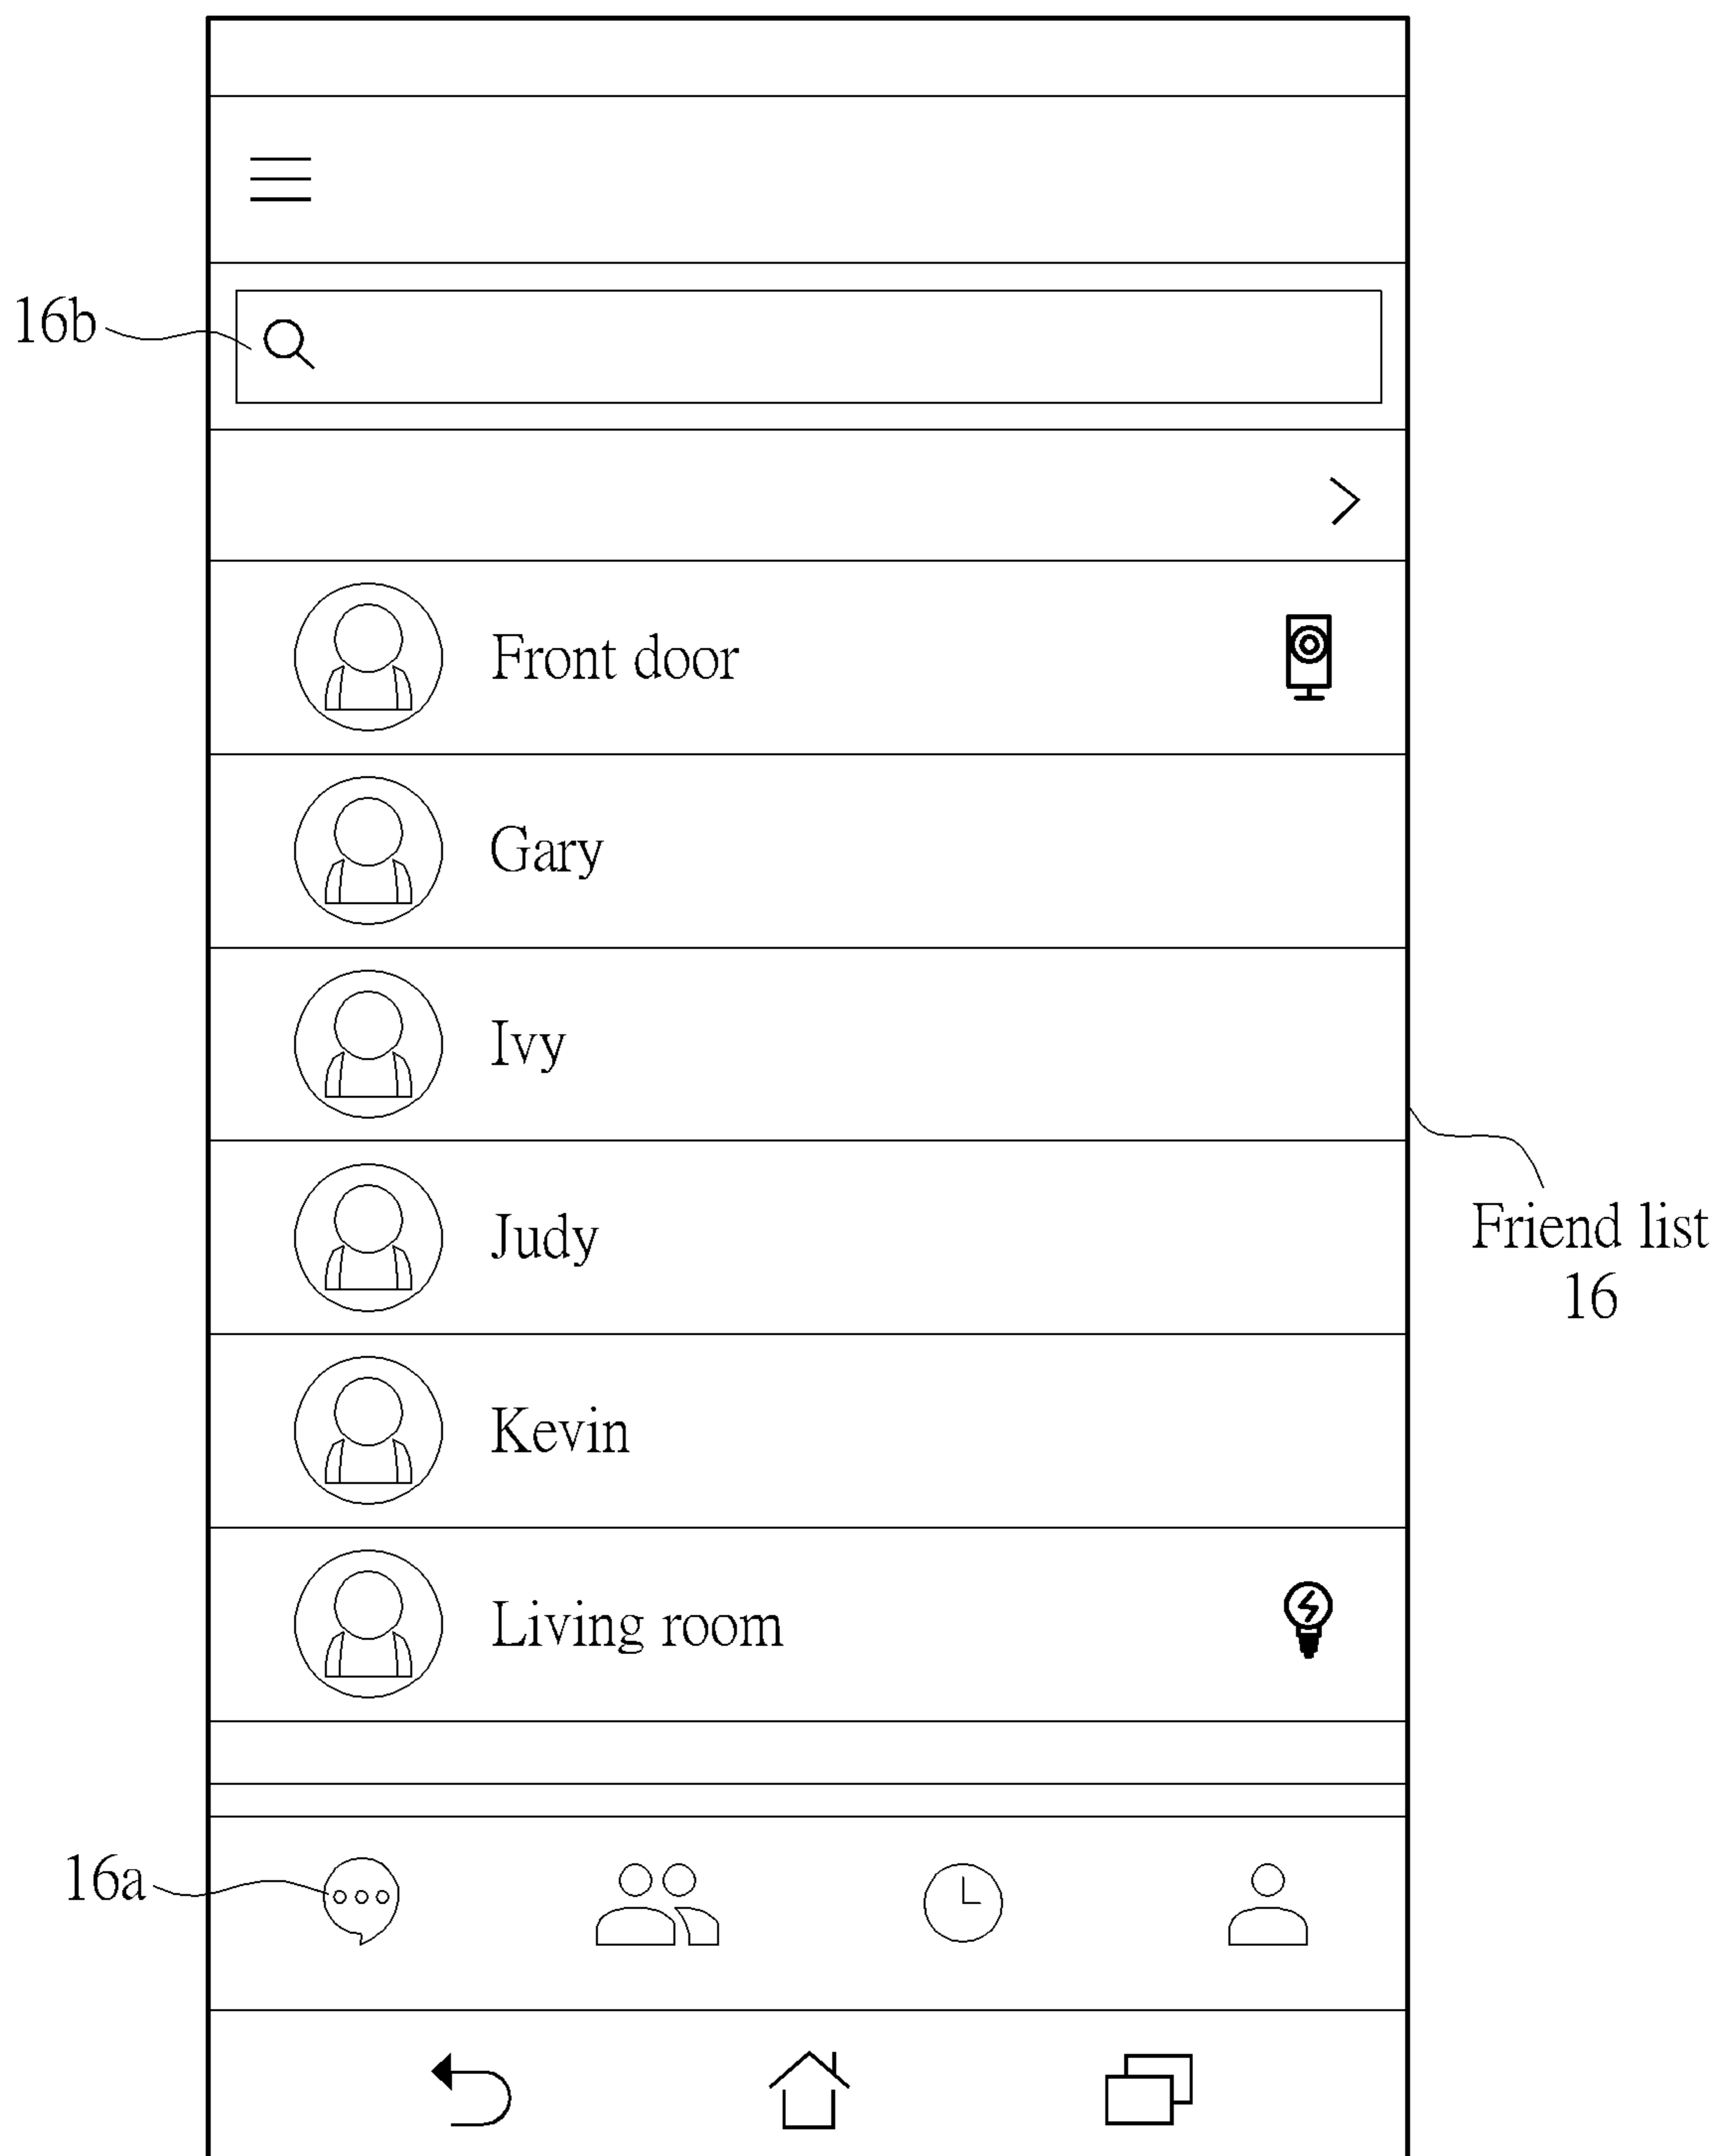 16b
Front door
Gary
Ivy
Judy
Friend list
16
Kevin
Living room
16a